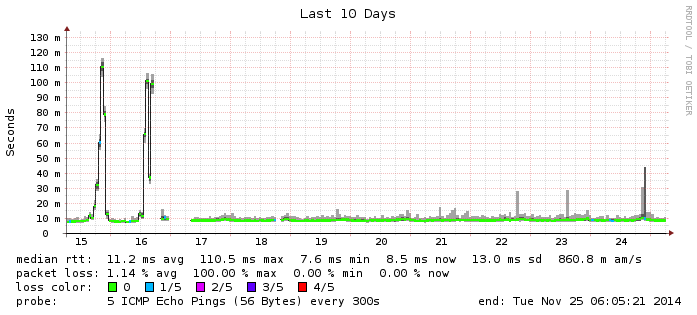 Last 10 Days
RRDTOOL / TOBI OETIKER
Seconds
130 m
120 m
110 m
100 m
90 m
80 m
70 m
60 m
50 m
40 m
30 m
20 m
10 m
0
15 16 17 18 19 20 21 22 23 24
median rtt: 11.2 ms avg 110.5 ms max 7.6 ms min 8.5 ms now 13.0 ms sd 860.8 m am/s
packet loss: 1.14 % avg 100.00 % max 0.00 % min 0.00 % now
loss color: 0 1/5 2/5 3/5 4/5
probe: 5 ICMP Echo Pings (56 Bytes) every 300s end: Tue Nov 25 06:05:21 2014